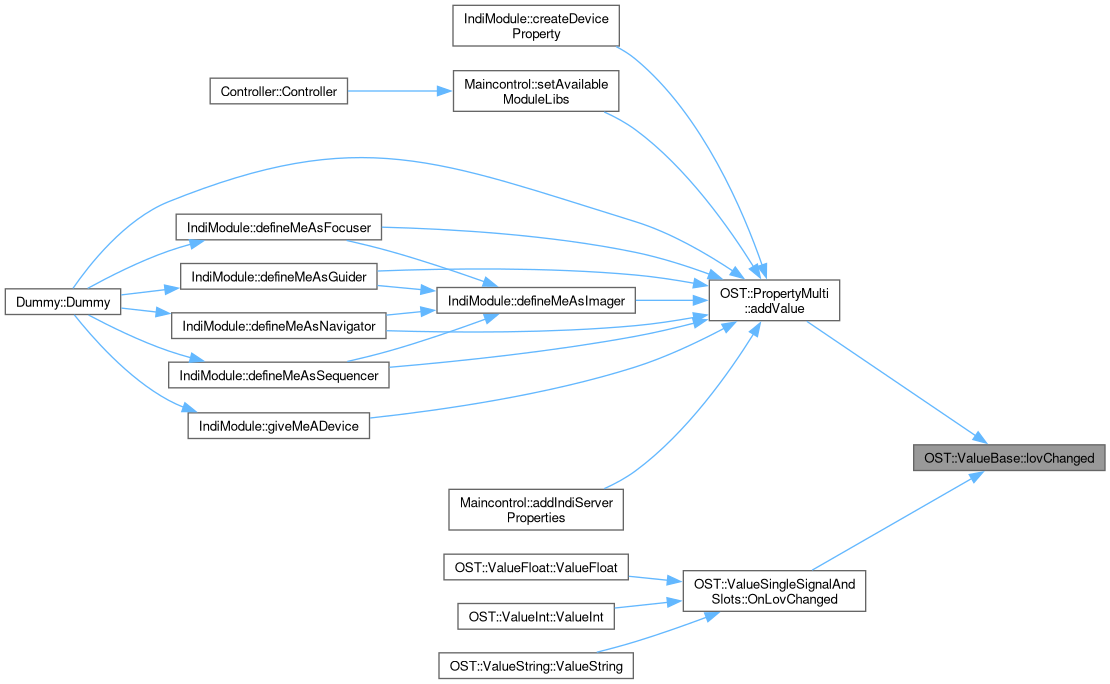 IndiModule::createDevice
Property
Controller::Controller
Maincontrol::setAvailable
ModuleLibs
IndiModule::defineMeAsFocuser
IndiModule::defineMeAsGuider
Dummy::Dummy
IndiModule::defineMeAsImager
OST::PropertyMulti
::addValue
IndiModule::defineMeAsNavigator
IndiModule::defineMeAsSequencer
IndiModule::giveMeADevice
OST::ValueBase::lovChanged
Maincontrol::addIndiServer
Properties
OST::ValueFloat::ValueFloat
OST::ValueSingleSignalAnd
Slots::OnLovChanged
OST::ValueInt::ValueInt
OST::ValueString::ValueString